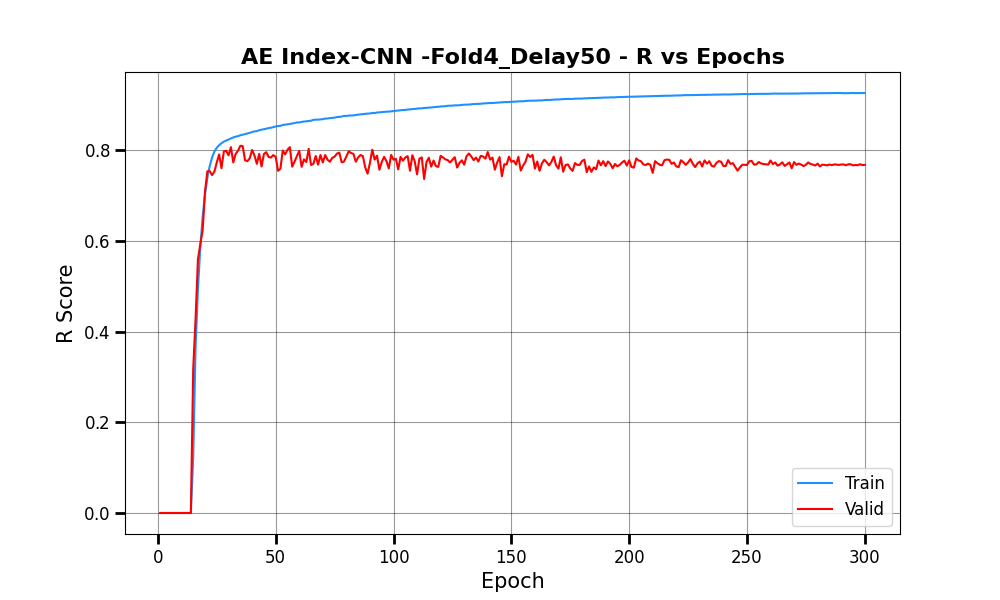 AE Index-CNN -Fold4_Delay50 - R vs Epochs
R Score
0.8
0.6
0.4
0.2
0.0
0 50 100 150 200 250 300
Epoch
Train
Valid